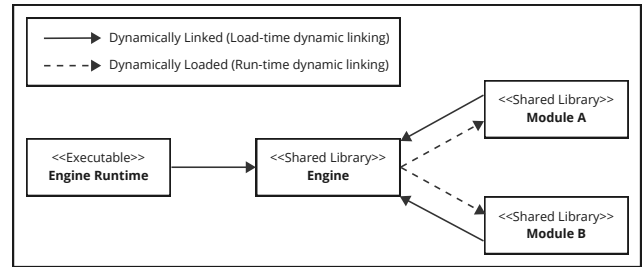 Dynamically Linked (Load-time dynamic linking)
Dynamically Loaded (Run-time dynamic linking)
<<Executable>>
Engine Runtime
<<Shared Library>>
Engine
<<Shared Library>>
Module A
<<Shared Library>>
Module B